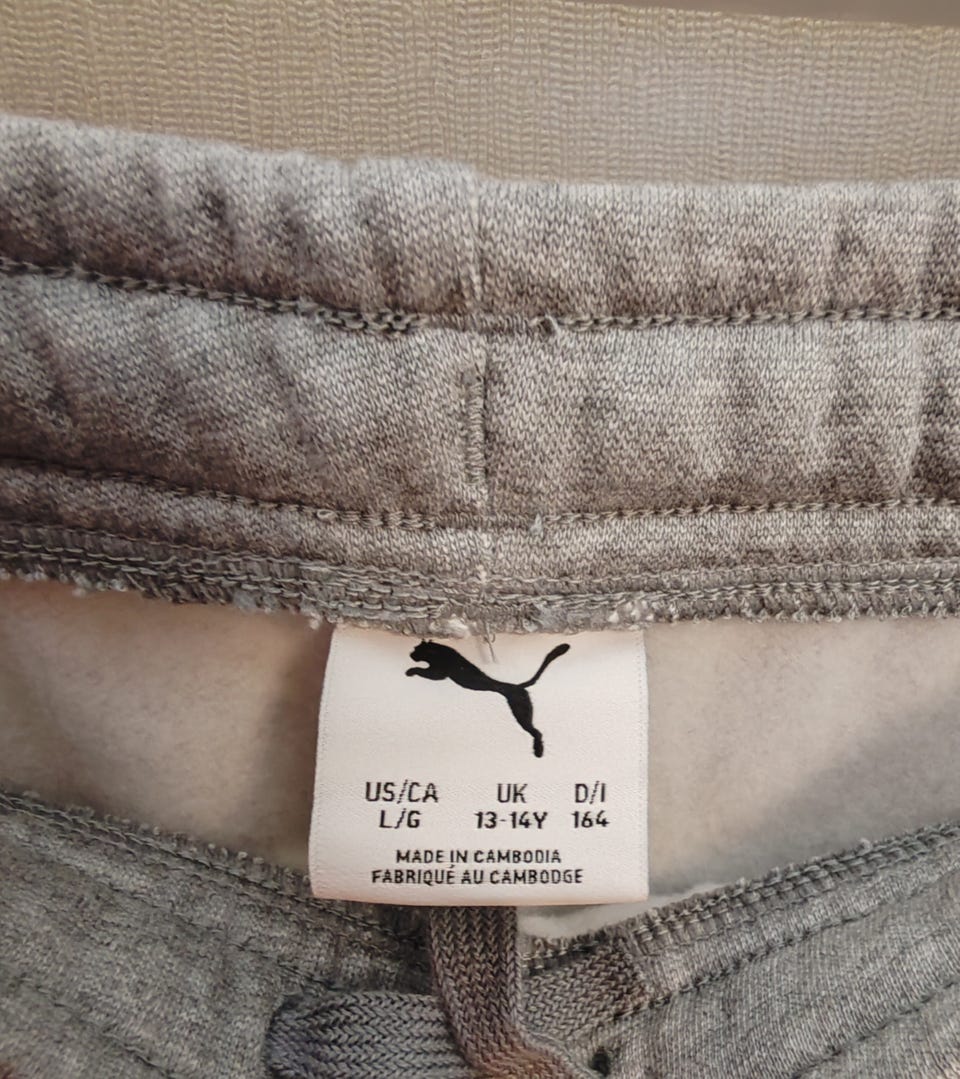 US/CA UK D/I
L/G 13-14Y 164
MADE IN CAMBODIA
FABRIQUÉ AU CAMBODGE